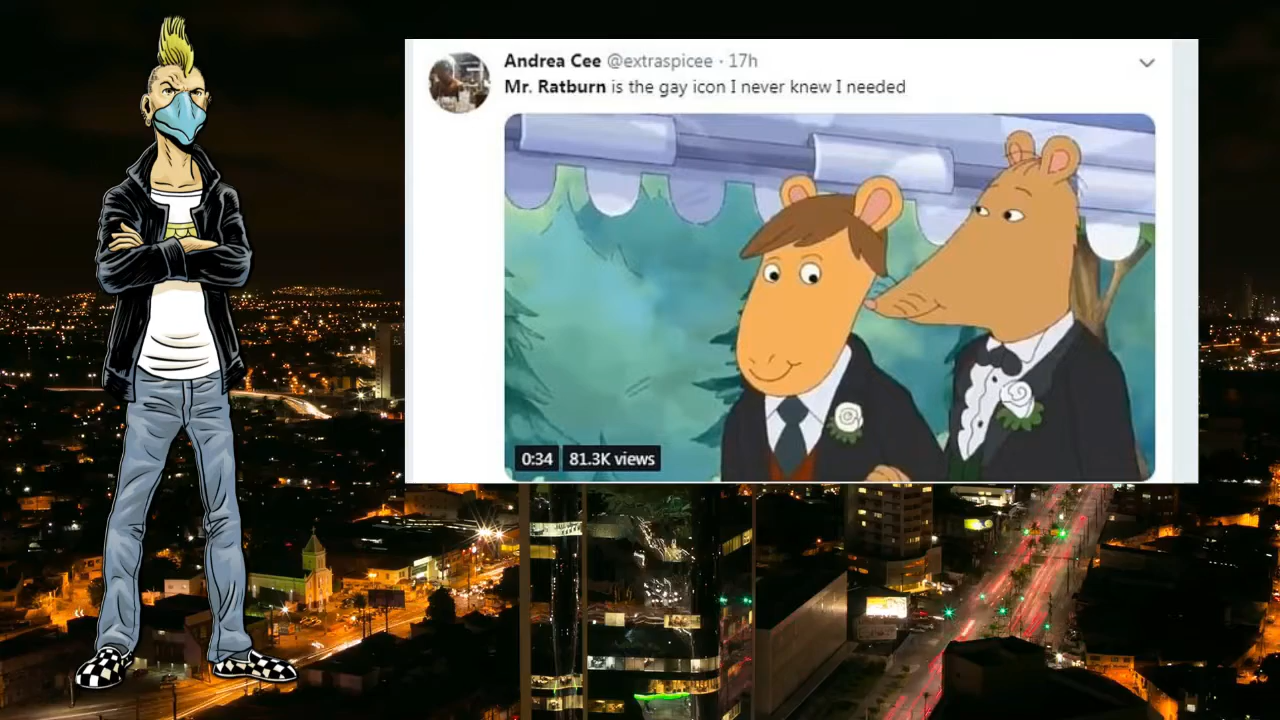 Andrea Cee @extraspicee · 17h
Mr. Ratburn is the gay icon I never knew I needed
0:34 81.3K views